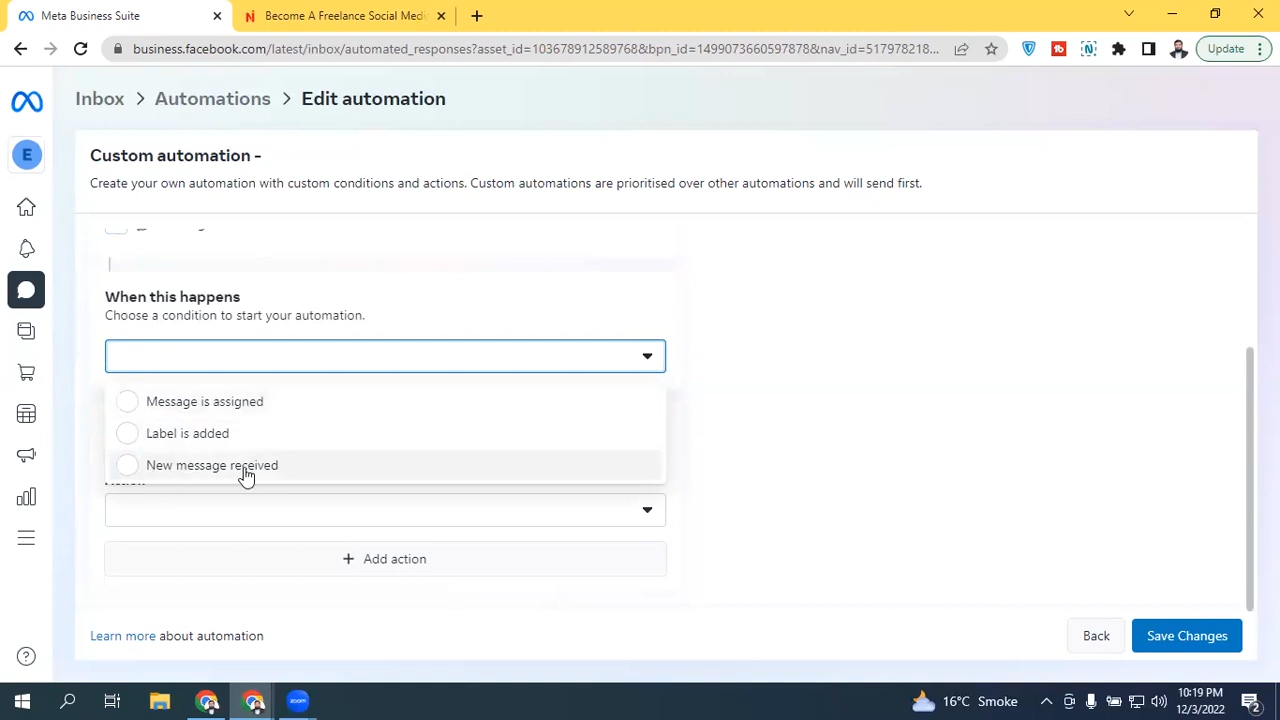 Meta Business Suite
Become A Freelance Social Medi
business.facebook.com/latest/inbox/automated_responses?asset_id=103678912589768&bpn_id=1499073660597878&nav_id=517978218...
Update
Inbox > Automations > Edit automation
E
Custom automation -
Create your own automation with custom conditions and actions. Custom automations are prioritised over other automations and will send first.
When this happens
Choose a condition to start your automation.
Message is assigned
Label is added
New message received
+ Add action
Learn more about automation
Back
Save Changes
zoom
16°C Smoke
10:19 PM
12/3/2022
2